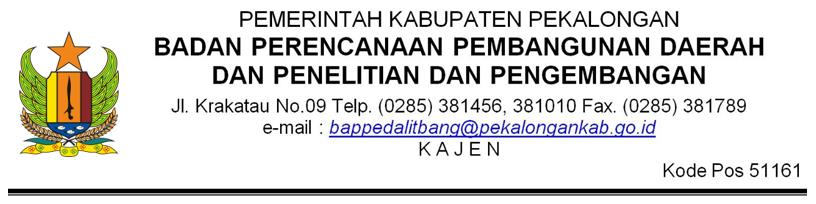 PEMERINTAH KABUPATEN PEKALONGAN
BADAN PERENCANAAN PEMBANGUNAN DAERAH
DAN PENELITIAN DAN PENGEMBANGAN
Jl. Krakatau No.09 Telp. (0285) 381456, 381010 Fax. (0285) 381789
e-mail : bappedalitbang@pekalongankab.go.id
K A J E N
Kode Pos 51161